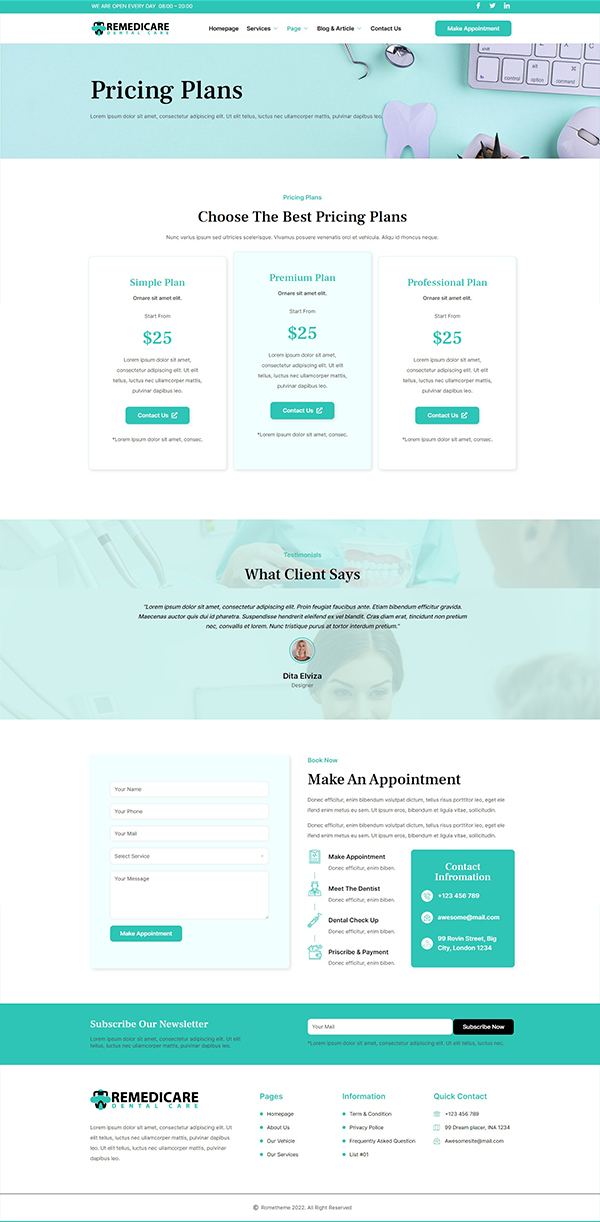 WE ARE OPEN EVERY DAY 08:00 – 20:00
REMEDICARE
DENTAL CARE
Homepage Services Page Blog & Article Contact Us
Make Appointment
control option command
Pricing Plans
Lorem ipsum dolor sit amet, consectetur adipiscing elit. Ut elit tellus, luctus nec ullamcorper mattis, pulvinar dapibus leo.
Pricing Plans
Choose The Best Pricing Plans
Nunc varius ipsum sed ultricies scelerisque. Vivamus posuere venenatis orci et vehicula. Aliqu id rhoncus neque.
Simple Plan
Ornare sit amet elit.
Start From
$25
Lorem ipsum dolor sit amet,
consectetur adipiscing elit. Ut elit
tellus, luctus nec ullamcorper mattis,
pulvinar dapibus leo.
Contact Us
*Lorem ipsum dolor sit amet, consec.
Premium Plan
Ornare sit amet elit.
Start From
$25
Lorem ipsum dolor sit amet,
consectetur adipiscing elit. Ut elit
tellus, luctus nec ullamcorper mattis,
pulvinar dapibus leo.
Contact Us
*Lorem ipsum dolor sit amet, consec.
Professional Plan
Ornare sit amet elit.
Start From
$25
Lorem ipsum dolor sit amet,
consectetur adipiscing elit. Ut elit
tellus, luctus nec ullamcorper mattis,
pulvinar dapibus leo.
Contact Us
*Lorem ipsum dolor sit amet, consec.
Testimonials
What Client Says
"Lorem ipsum dolor sit amet, consectetur adipiscing elit. Proin feugiat faucibus ante. Etiam bibendum efficitur gravida.
Maecenas auctor quis dui id pharetra. Suspendisse hendrerit eleifend ex vel blandit. Cras diam erat, tincidunt non pretium
nec, convallis et lorem. Nunc tristique purus at tortor interdum pretium."
Dita Elviza
Designer
Your Name
Your Phone
Your Mail
Select Service
Your Message
Make Appointment
Book Now
Make An Appointment
Donec efficitur, enim bibendum volutpat dictum, tellus risus porttitor leo, eget ele
ifend enim metus eu sem. Ut ipsum eros, bibendum et ligula vitae, sollicitudin.
Donec efficitur, enim bibendum volutpat dictum, tellus risus porttitor leo, eget ele
ifend enim metus eu sem. Ut ipsum eros, bibendum et ligula vitae, sollicitudin.
Make Appointment
Donec efficitur, enim biben.
Meet The Dentist
Donec efficitur, enim biben.
Dental Check Up
Donec efficitur, enim biben.
Priscribe & Payment
Donec efficitur, enim biben.
Contact
Infromation
+123 456 789
awesome@mail.com
99 Rovin Street, Big
City, London 1234
Subscribe Our Newsletter
Lorem ipsum dolor sit amet, consectetur adipiscing elit. Ut elit
tellus, luctus nec ullamcorper mattis, pulvinar dapibus leo.
Your Mail
Subscribe Now
*Lorem ipsum dolor sit amet, consectetur adipiscing elit. Ut elit tellus, luctus nec.
REMEDICARE
DENTAL CARE
Lorem ipsum dolor sit amet, consectetur adipiscing elit. Ut
elit tellus, luctus nec ullamcorper mattis, pulvinar
dapibus leo.
Pages
Homepage
About Us
Our Vehicle
Our Services
Information
Term & Condition
Privacy Police
Frequently Asked Question
List #01
Quick Contact
+123 456 789
99 Dream placer, INA 1234
Awesomesite@mail.com
© Rometheme 2022. All Right Reserved